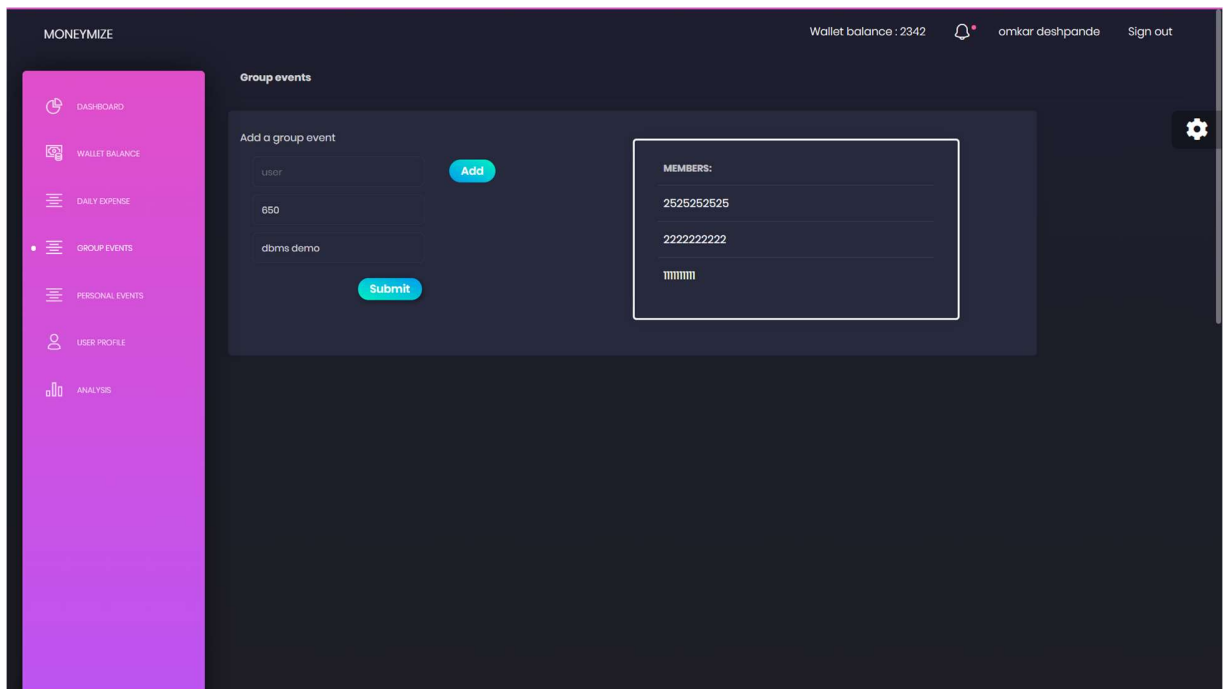 MONEYMIZE
Wallet balance : 2342
omkar deshpande
Sign out
DASHBOARD
WALLET BALANCE
DAILY EXPENSE
GROUP EVENTS
PERSONAL EVENTS
USER PROFILE
ANALYSIS
Group events
Add a group event
user
Add
650
dbms demo
Submit
MEMBERS:
2525252525
2222222222
1111111111